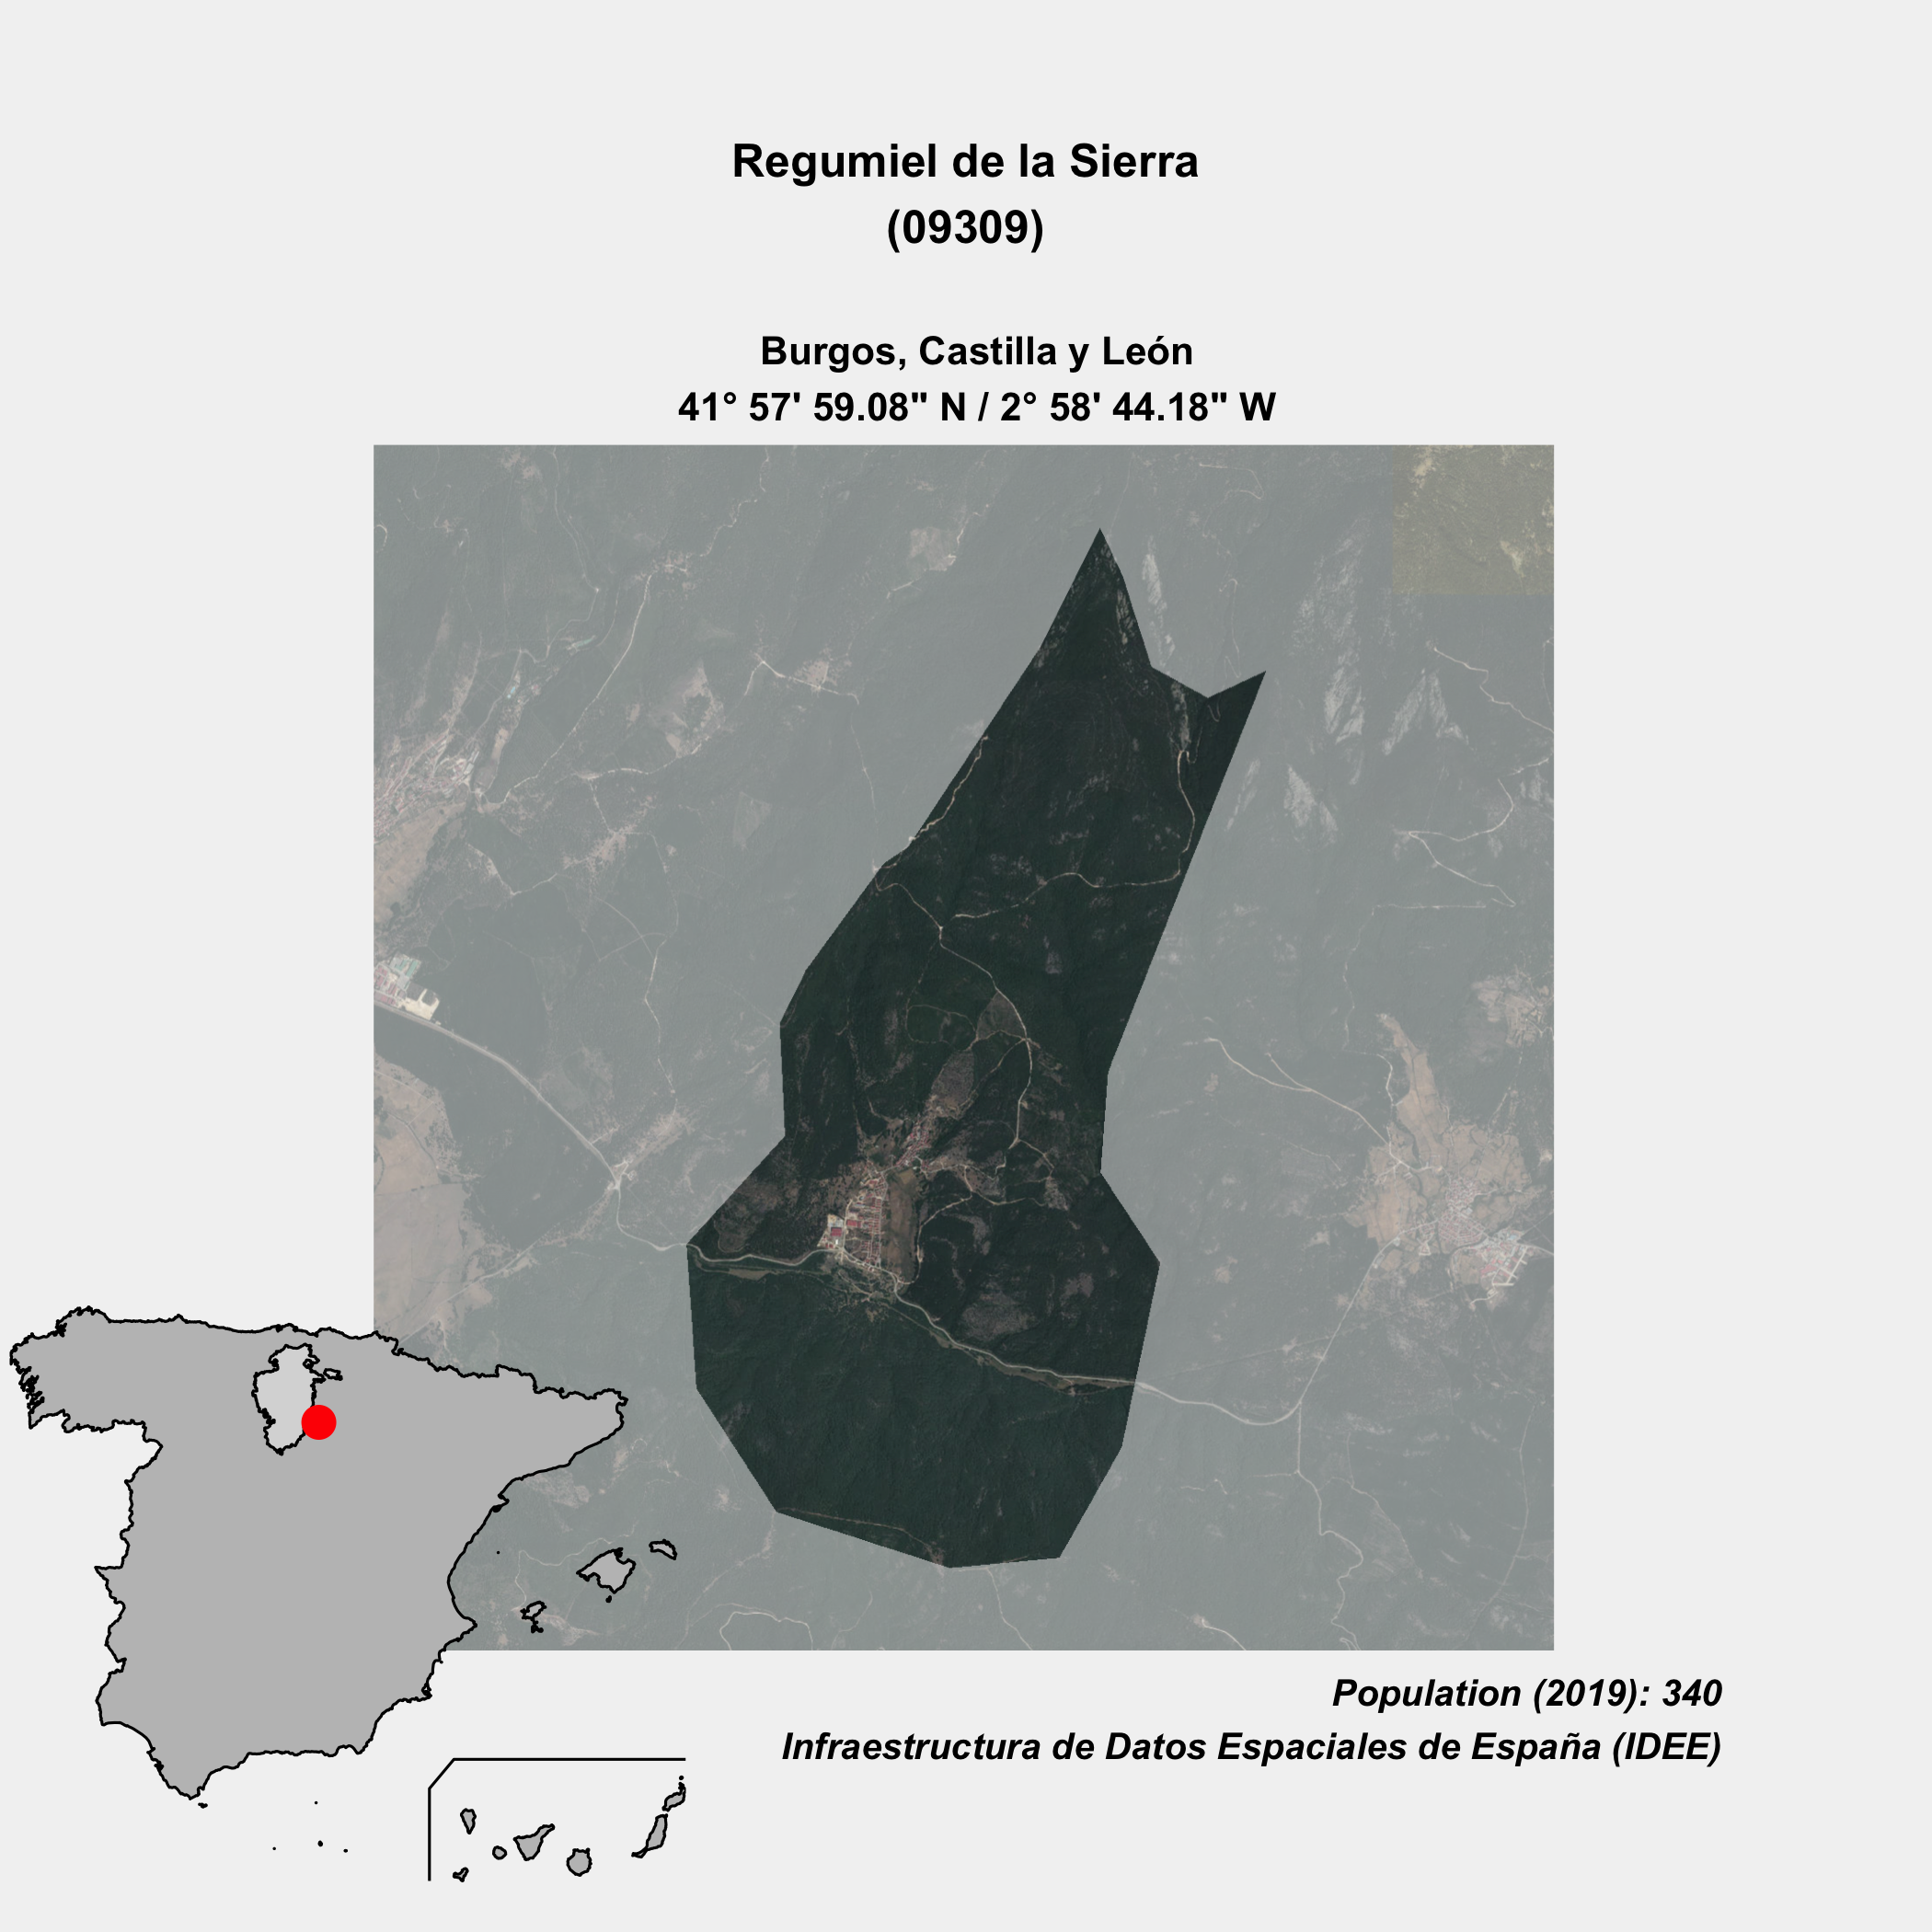 Regumiel de la Sierra
(09309)
Burgos, Castilla y León
41° 57' 59.08" N / 2° 58' 44.18" W
Population (2019): 340
Infraestructura de Datos Espaciales de España (IDEE)